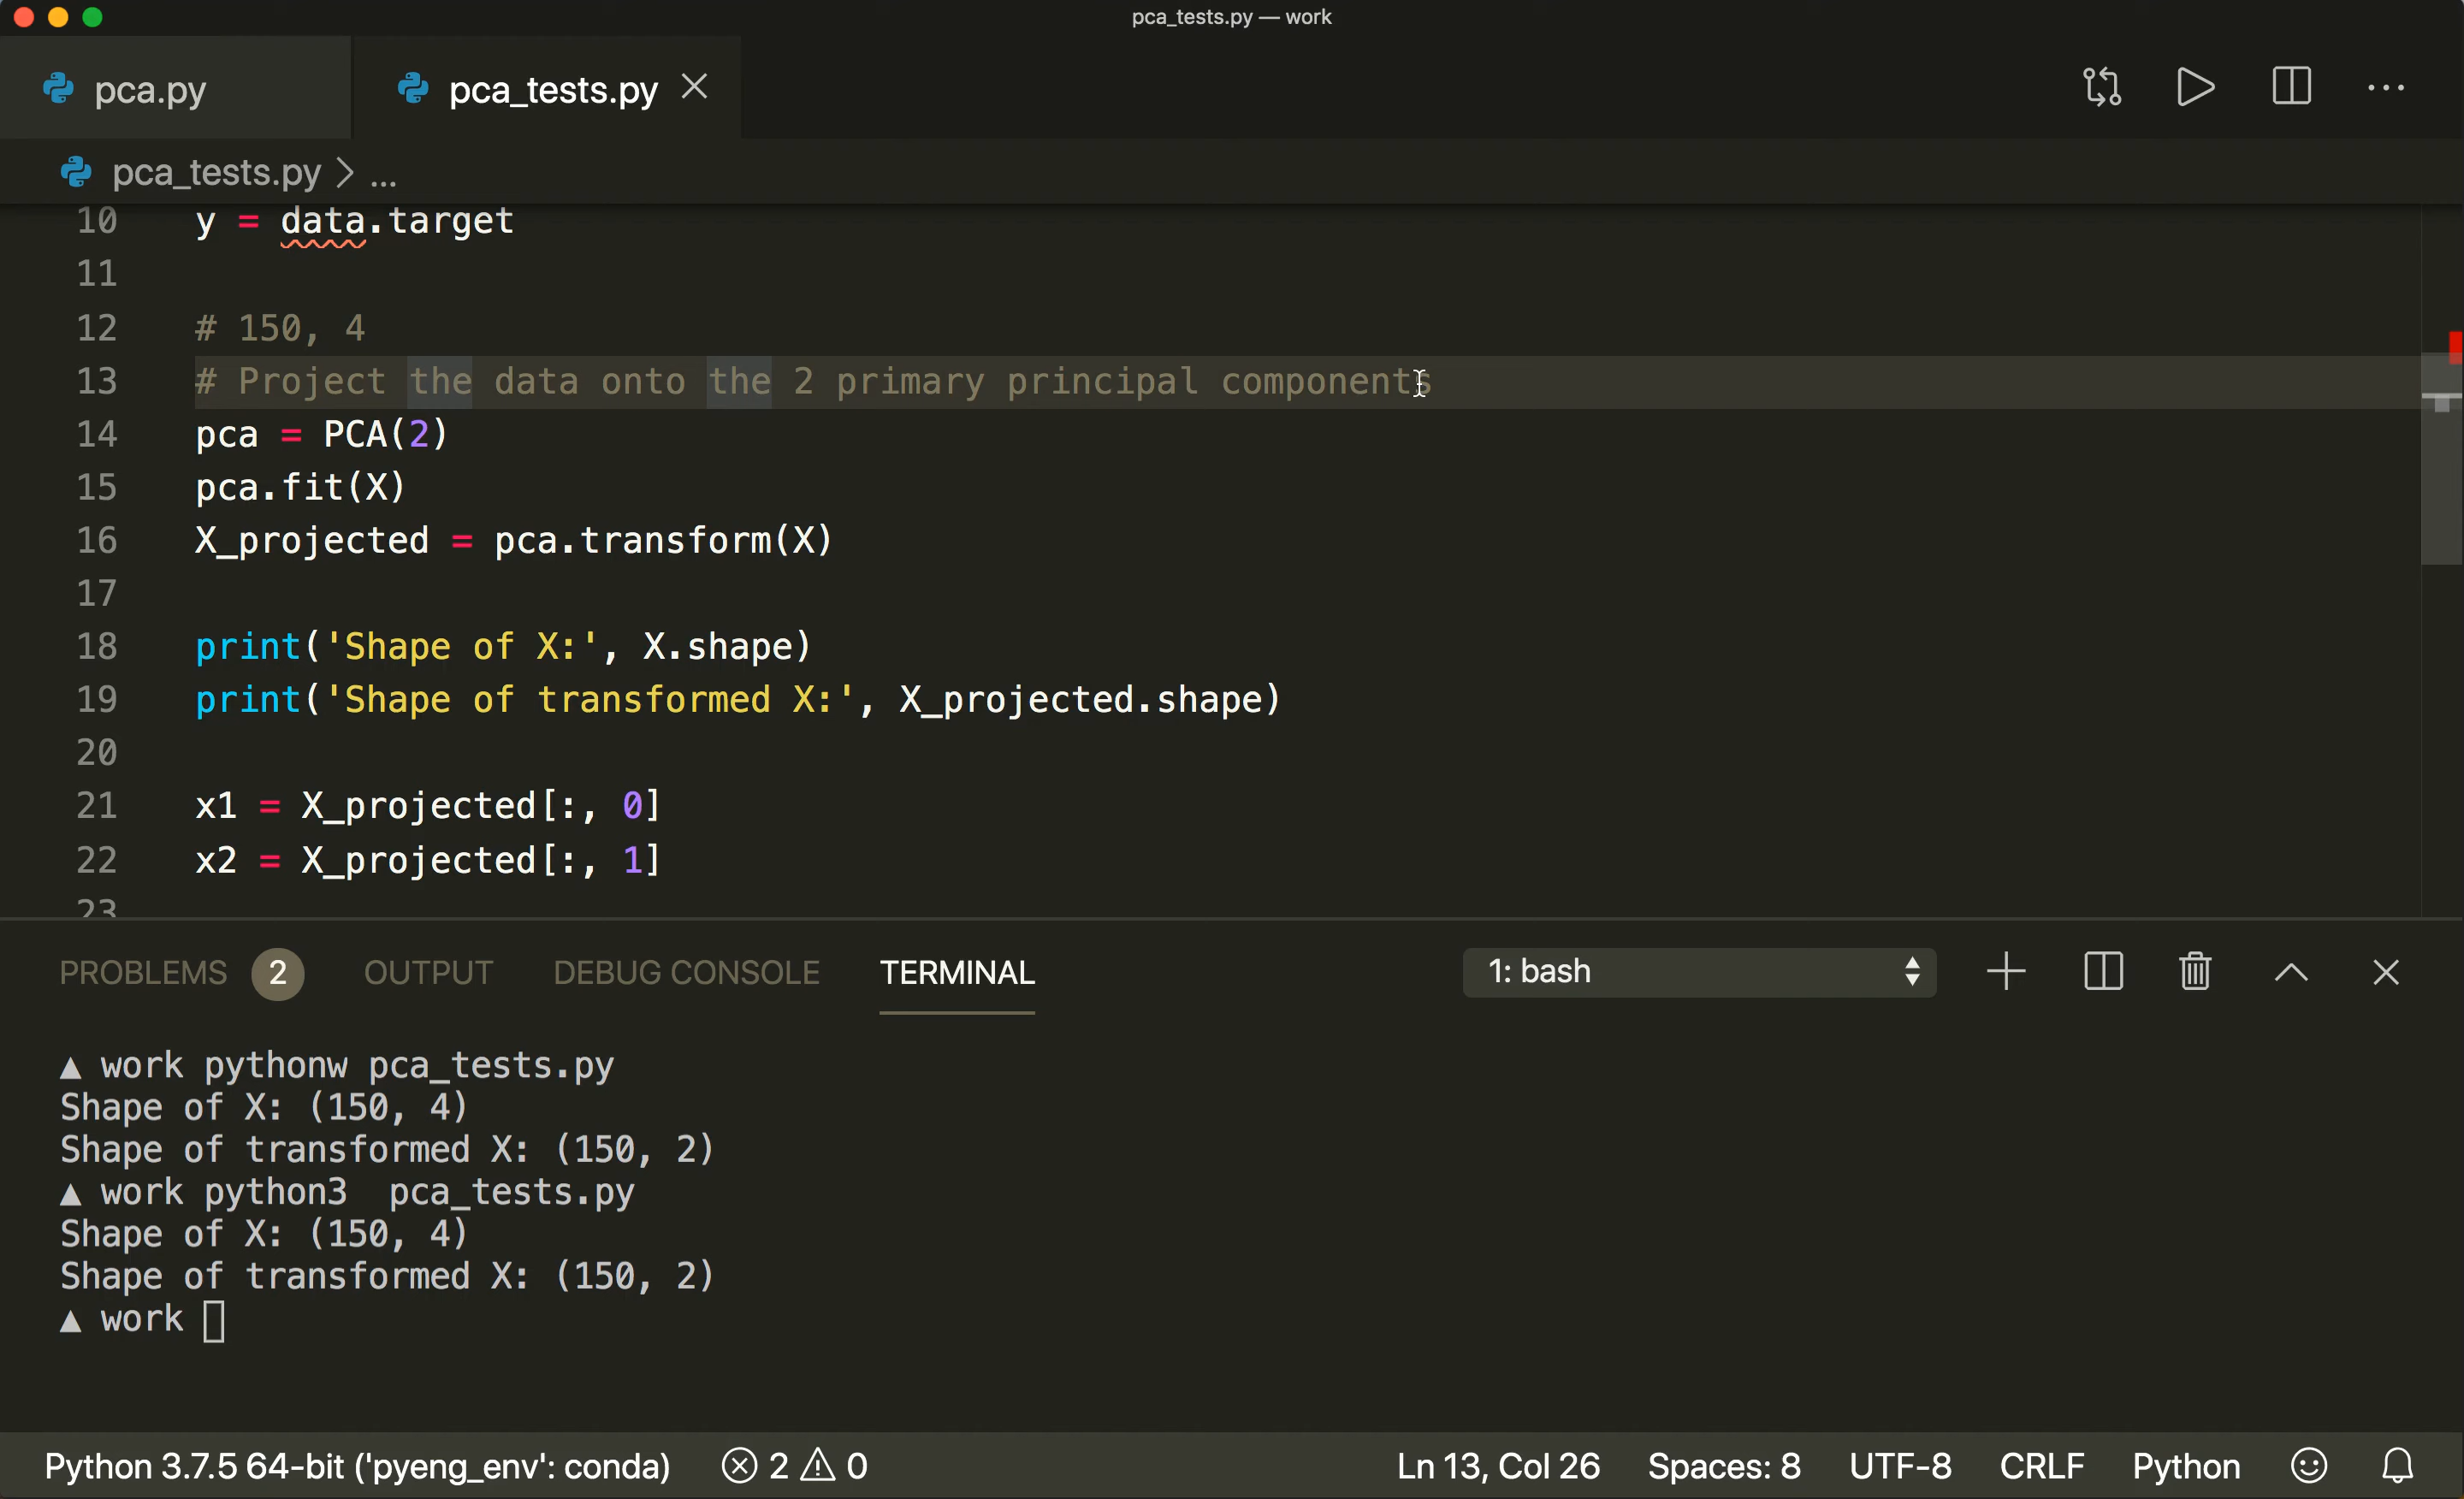 pca_tests.py — work
pca.py
pca_tests.py
pca_tests.py > ...
10 y = data.target
11
12 # 150, 4
13 # Project the data onto the 2 primary principal components
14 pca = PCA(2)
15 pca.fit(X)
16 X_projected = pca.transform(X)
17
18 print('Shape of X:', X.shape)
19 print('Shape of transformed X:', X_projected.shape)
20
21 x1 = X_projected[:, 0]
22 x2 = X_projected[:, 1]
23
PROBLEMS 2 OUTPUT DEBUG CONSOLE TERMINAL 1: bash
▲ work pythonw pca_tests.py
Shape of X: (150, 4)
Shape of transformed X: (150, 2)
▲ work python3  pca_tests.py
Shape of X: (150, 4)
Shape of transformed X: (150, 2)
▲ work
Python 3.7.5 64-bit ('pyeng_env': conda) 2 0 Ln 13, Col 26 Spaces: 8 UTF-8 CRLF Python